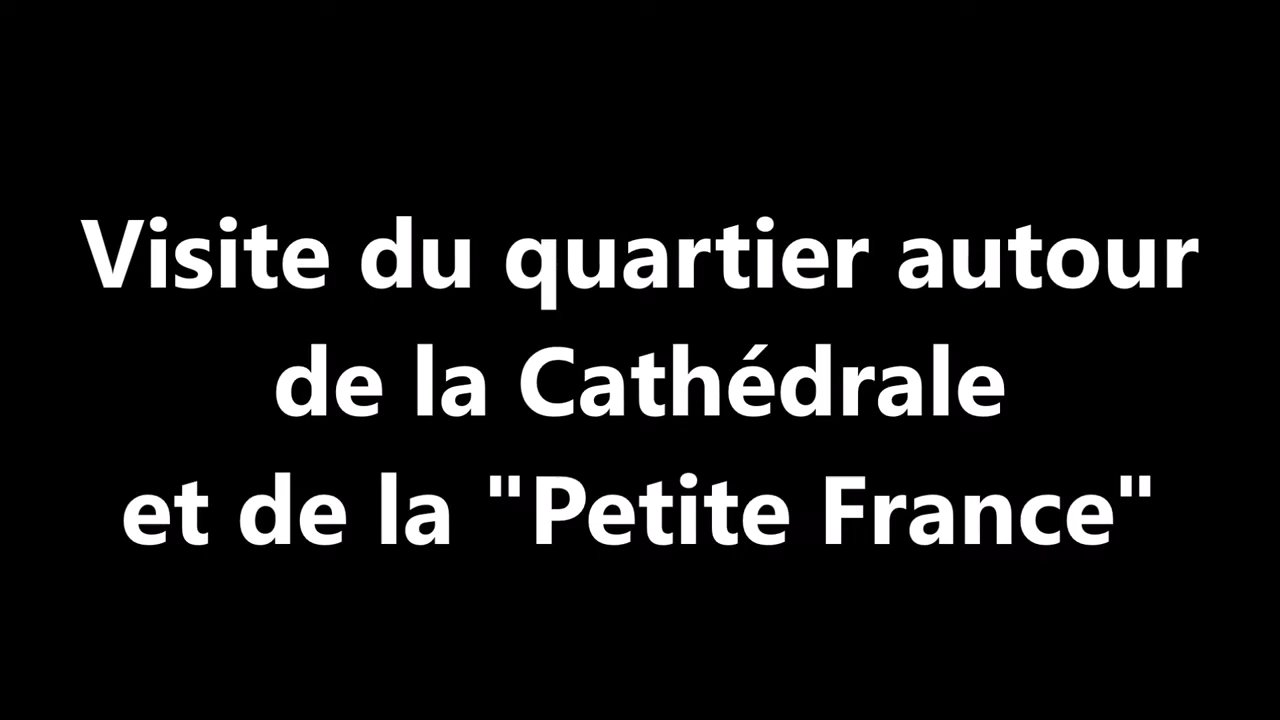 Visite du quartier autour
de la Cathédrale
et de la "Petite France"